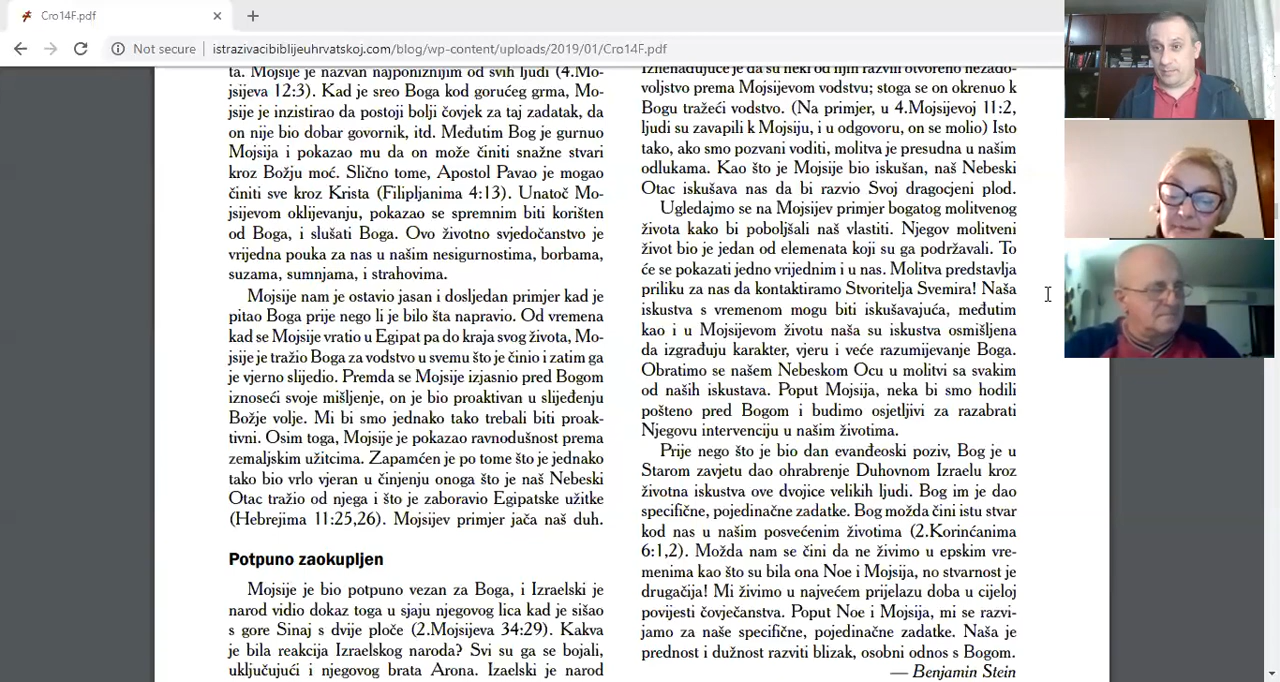 Cro14F.pdf
Not secure
istrazivacibiblijeuhrvatskoj.com/blog/wp-content/uploads/2019/01/Cro14F.pdf
ta. Mojsije je nazvan najponiznijim od svih ljudi (4.Mo-
jsijeva 12:3). Kad je sreo Boga kod gorućeg grma, Mo-
jsije je inzistirao da postoji bolji čovjek za taj zadatak, da
on nije bio dobar govornik, itd. Međutim Bog je gurnuo
Mojsija i pokazao mu da on može činiti snažne stvari
kroz Božju moć. Slično tome, Apostol Pavao je mogao
činiti sve kroz Krista (Filipljanima 4:13). Unatoč Mo-
jsijevom oklijevanju, pokazao se spremnim biti korišten
od Boga, i slušati Boga. Ovo životno svjedočanstvo je
vrijedna pouka za nas u našim nesigurnostima, borbama,
suzama, sumnjama, i strahovima.
Mojsije nam je ostavio jasan i dosljedan primjer kad je
pitao Boga prije nego li je bilo šta napravio. Od vremena
kad se Mojsije vratio u Egipat pa do kraja svog života, Mo-
jsije je tražio Boga za vodstvo u svemu što je činio i zatim ga
je vjerno slijedio. Premda se Mojsije izjasnio pred Bogom
iznoseći svoje mišljenje, on je bio proaktivan u slijeđenju
Božje volje. Mi bi smo jednako tako trebali biti proak-
tivni. Osim toga, Mojsije je pokazao ravnodušnost prema
zemaljskim užitcima. Zapamćen je po tome što je jednako
tako bio vrlo vjeran u činjenju onoga što je naš Nebeski
Otac tražio od njega i što je zaboravio Egipatske užitke
(Hebrejima 11:25,26). Mojsijev primjer jača naš duh.
Potpuno zaokupljen
Mojsije je bio potpuno vezan za Boga, i Izraelski je
narod vidio dokaz toga u sjaju njegovog lica kad je sišao
s gore Sinaj s dvije ploče (2.Mojsijeva 34:29). Kakva
je bila reakcija Izraelskog naroda? Svi su ga se bojali,
uključujući i njegovog brata Arona. Izaelski je narod
Iznenađujuće je da su neki od njih razvili otvoreno nezado-
voljstvo prema Mojsijevom vodstvu; stoga se on okrenuo k
Bogu tražeći vodstvo. (Na primjer, u 4.Mojsijevoj 11:2,
ljudi su zavapili k Mojsiju, i u odgovoru, on se molio) Isto
tako, ako smo pozvani voditi, molitva je presudna u našim
odlukama. Kao što je Mojsije bio iskušan, naš Nebeski
Otac iskušava nas da bi razvio Svoj dragocjeni plod.
Ugledajmo se na Mojsijev primjer bogatog molitvenog
života kako bi poboljšali naš vlastiti. Njegov molitveni
život bio je jedan od elemenata koji su ga podržavali. To
će se pokazati jedno vrijednim i u nas. Molitva predstavlja
priliku za nas da kontaktiramo Stvoritelja Svemira! Naša
iskustva s vremenom mogu biti iskušavajuća, međutim
kao i u Mojsijevom životu naša su iskustva osmišljena
da izgrađuju karakter, vjeru i veće razumijevanje Boga.
Obratimo se našem Nebeskom Ocu u molitvi sa svakim
od naših iskustava. Poput Mojsija, neka bi smo hodili
pošteno pred Bogom i budimo osjetljivi za razabrati
Njegovu intervenciju u našim životima.
Prije nego što je bio dan evanđeoski poziv, Bog je u
Starom zavjetu dao ohrabrenje Duhovnom Izraelu kroz
životna iskustva ove dvojice velikih ljudi. Bog im je dao
specifične, pojedinačne zadatke. Bog možda čini istu stvar
kod nas u našim posvećenim životima (2.Korinćanima
6:1,2). Možda nam se čini da ne živimo u epskim vre-
menima kao što su bila ona Noe i Mojsija, no stvarnost je
drugačija! Mi živimo u najvećem prijelazu doba u cijeloj
povijesti čovječanstva. Poput Noe i Mojsija, mi se razvi-
jamo za naše specifične, pojedinačne zadatke. Naša je
prednost i dužnost razviti blizak, osobni odnos s Bogom.
— Benjamin Stein